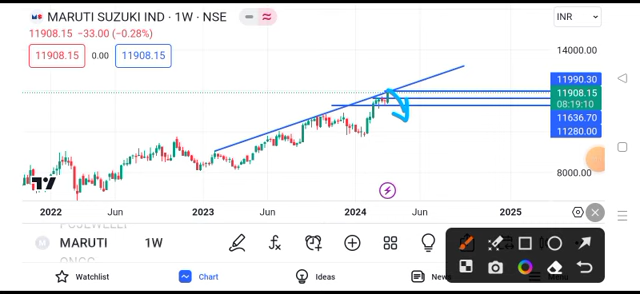 MARUTI SUZUKI IND · 1W · NSE
INR
11908.15 −33.00 (−0.28%)
11908.15 0.00 11908.15
14000.00
11990.30
11908.15
08:19:10
11636.70
11280.00
8000.00
2022 Jun 2023 Jun 2024 Jun 2025
MARUTI 1W
Watchlist Chart Ideas News Menu